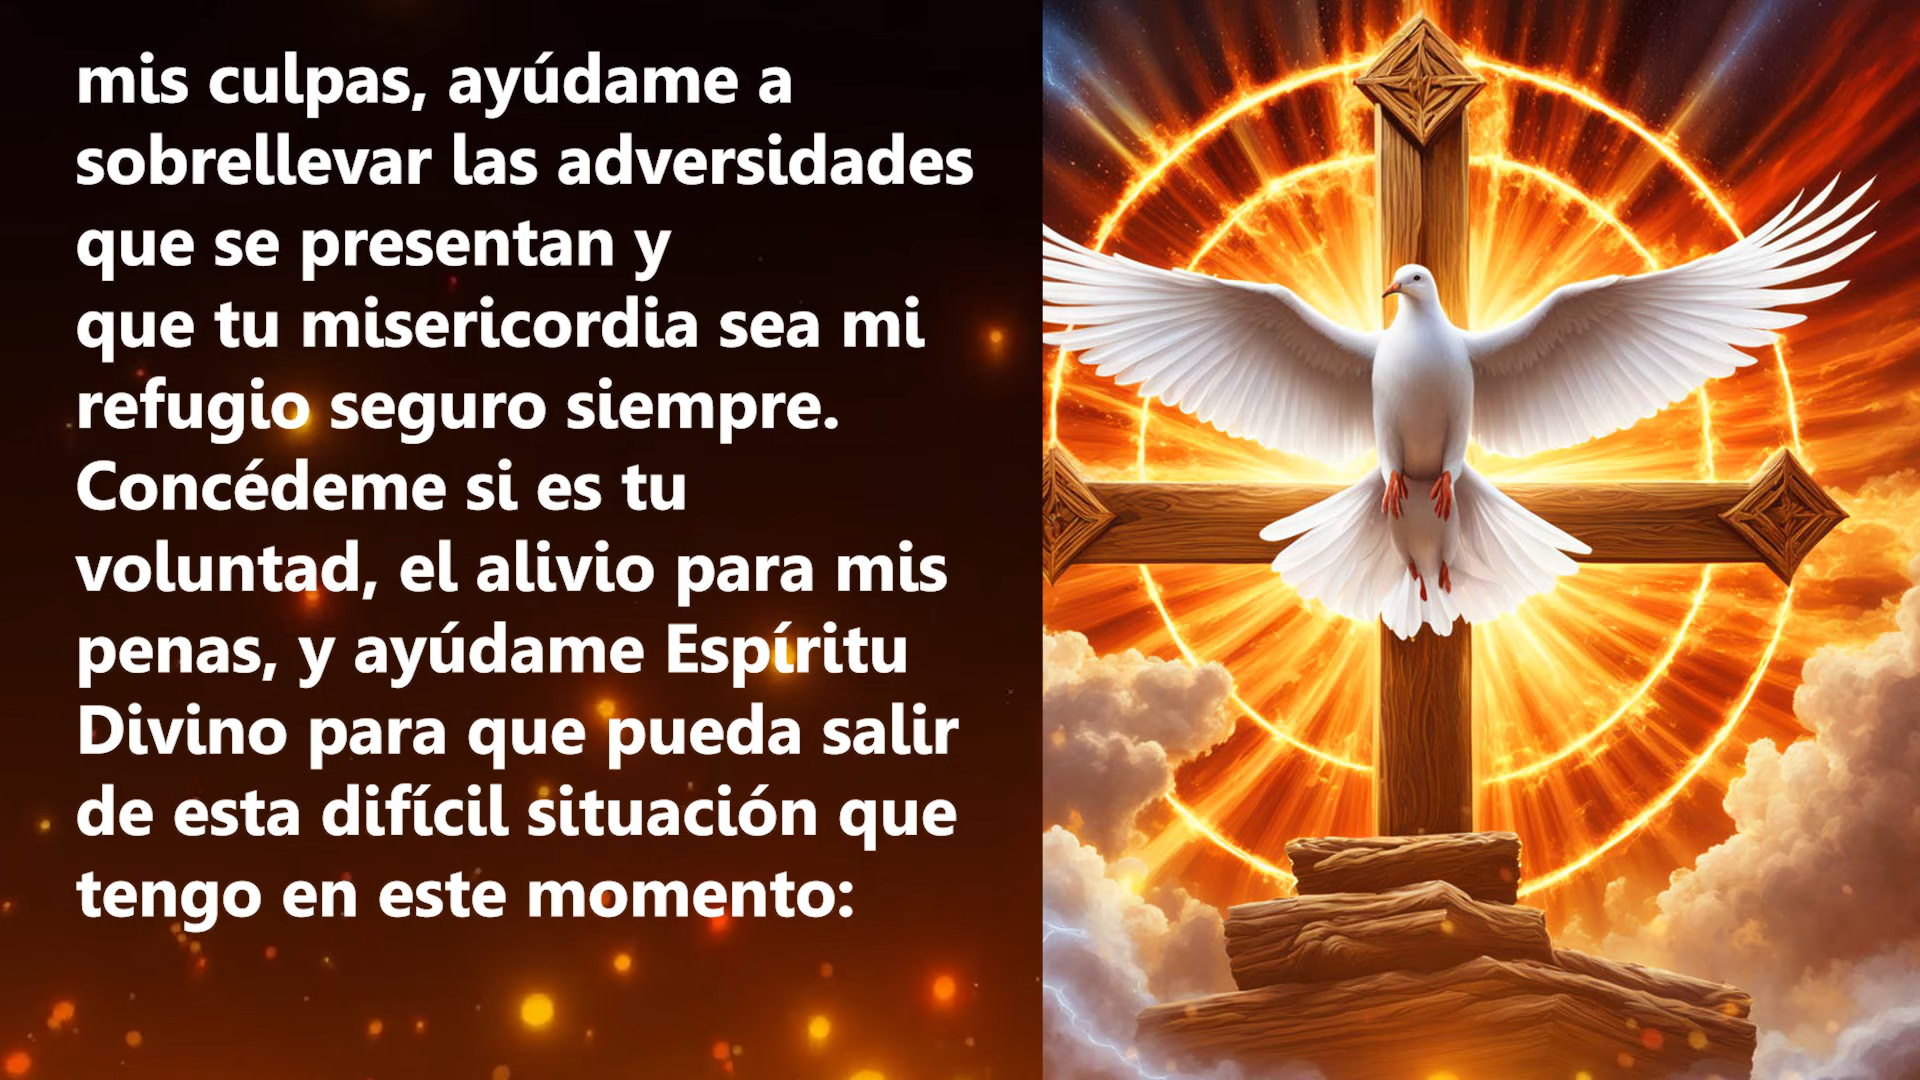 mis culpas, ayúdame a
sobrellevar las adversidades
que se presentan y
que tu misericordia sea mi
refugio seguro siempre.
Concédeme si es tu
voluntad, el alivio para mis
penas, y ayúdame Espíritu
Divino para que pueda salir
de esta difícil situación que
tengo en este momento: